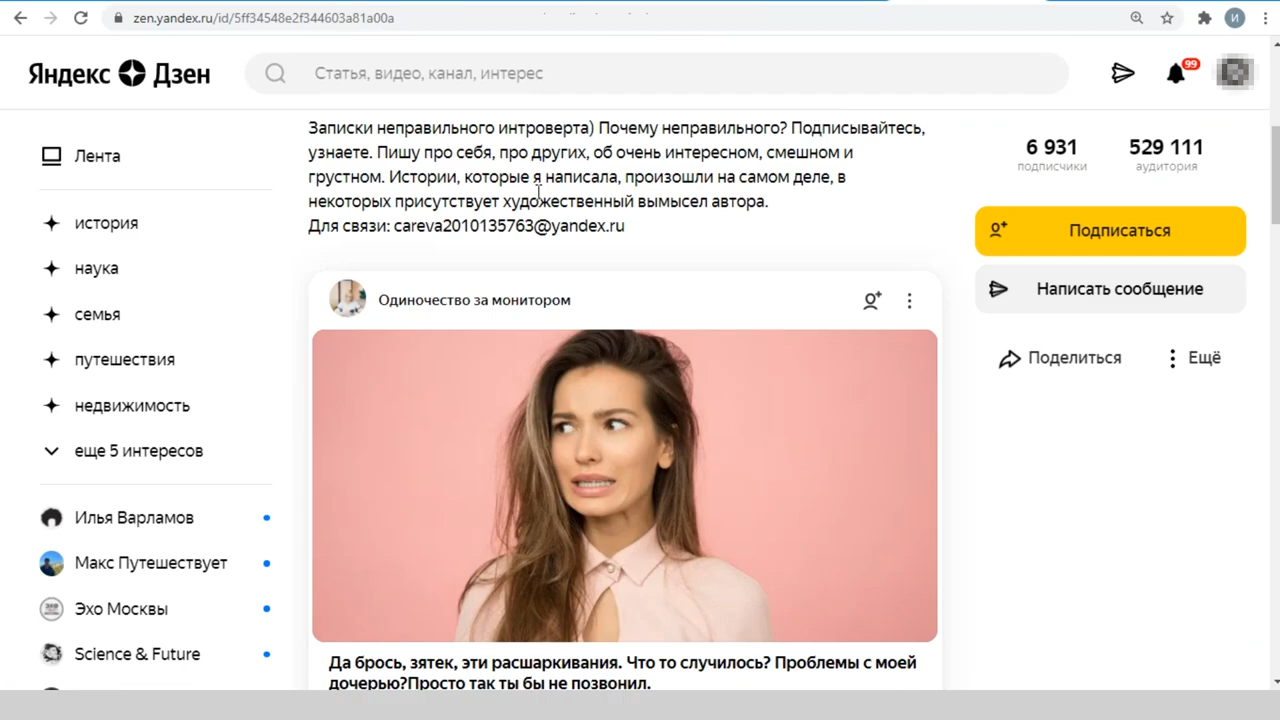 zen.yandex.ru/id/5ff34548e2f344603a81a00a
И
Яндекс Дзен
Статья, видео, канал, интерес
99
Лента
история
наука
семья
путешествия
недвижимость
еще 5 интересов
Илья Варламов
Макс Путешествует
Эхо Москвы
Science & Future
Записки неправильного интроверта) Почему неправильного? Подписывайтесь,
узнаете. Пишу про себя, про других, об очень интересном, смешном и
грустном. Истории, которые я написала, произошли на самом деле, в
некоторых присутствует художественный вымысел автора.
Для связи: careva2010135763@yandex.ru
Одиночество за монитором
Да брось, зятек, эти расшаркивания. Что то случилось? Проблемы с моей
дочерью?Просто так ты бы не позвонил.
6 931
подписчики
529 111
аудитория
Подписаться
Написать сообщение
Поделиться
Ещё